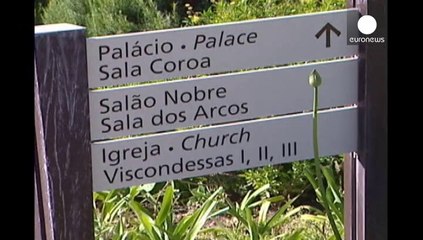 euronews
Palácio · Palace
Sala Coroa
Salão Nobre
Sala dos Arcos
Igreja · Church
Viscondessas I, II, III